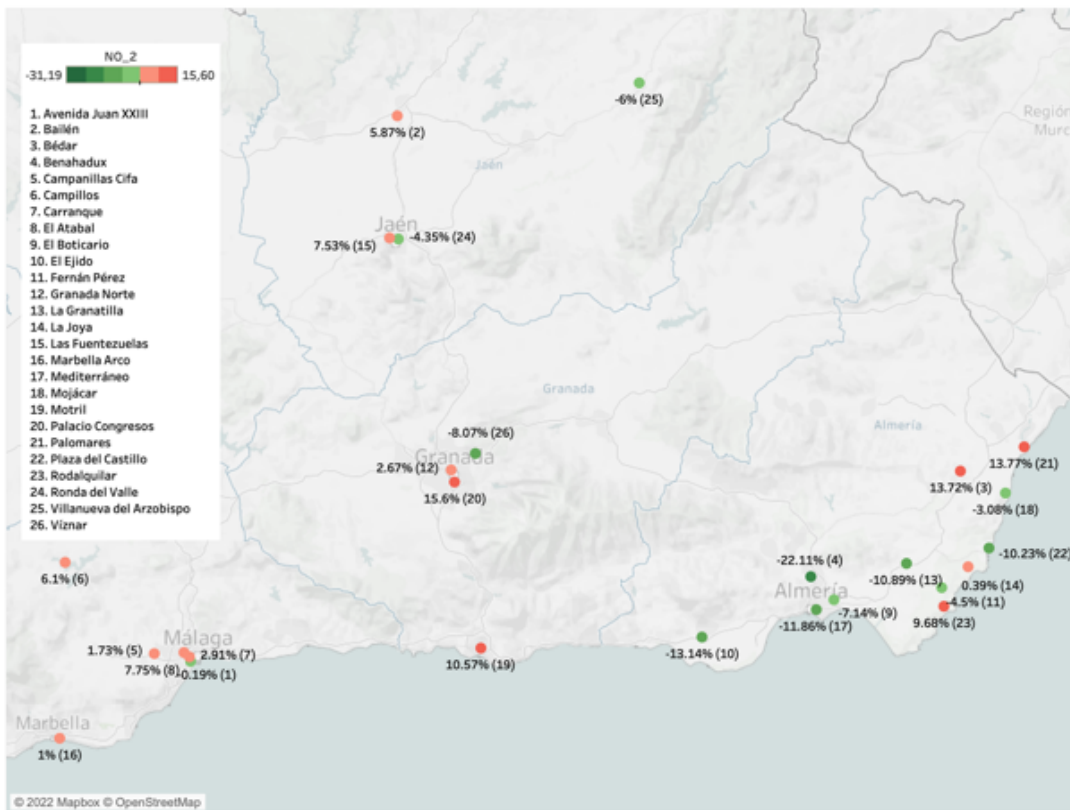 NO_2
-31,19 15,60
1. Avenida Juan XXIII
2. Bailén
3. Bédar
4. Benahadux
5. Campanillas Cifa
6. Campillos
7. Carranque
8. El Atabal
9. El Boticario
10. El Ejido
11. Fernán Pérez
12. Granada Norte
13. La Granatilla
14. La Joya
15. Las Fuentezuelas
16. Marbella Arco
17. Mediterráneo
18. Mojácar
19. Motril
20. Palacio Congresos
21. Palomares
22. Plaza del Castillo
23. Rodalquilar
24. Ronda del Valle
25. Villanueva del Arzobispo
26. Víznar
-6% (25)
Región
Murc
5.87% (2)
Jaén
Jaén
7.53% (15) -4.35% (24)
Granada
Almería
-8.07% (26)
Granada
2.67% (12)
15.6% (20)
13.77% (21)
13.72% (3)
-3.08% (18)
-10.23% (22)
-22.11% (4)
6.1% (6)
-10.89% (13)
0.39% (14)
Almería
-4.5% (11)
-7.14% (9)
9.68% (23)
-11.86% (17)
Málaga
1.73% (5) 2.91% (7)
7.75% (8) -0.19% (1)
10.57% (19)
-13.14% (10)
Marbella
1% (16)
© 2022 Mapbox © OpenStreetMap